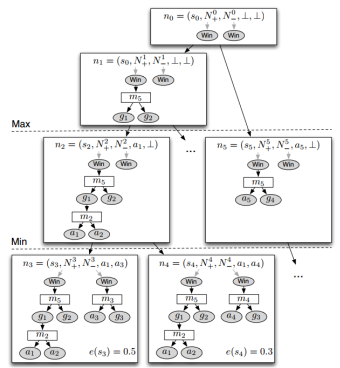 n₀ = (s₀, N₊⁰, N₋⁰, ⊥, ⊥)
Win Win
n₁ = (s₀, N₊¹, N₋¹, ⊥, ⊥)
Win Win
m₅
g₁ g₂
Max
n₂ = (s₂, N₊², N₋², a₁, ⊥)
Win Win
m₅
g₁ g₂
m₂
a₁ a₂
...
n₅ = (s₅, N₊⁵, N₋⁵, a₅, ⊥)
Win Win
m₅
a₅ g₄
Min
n₃ = (s₃, N₊³, N₋³, a₁, a₃)
Win Win
m₅ m₃
g₁ g₂ a₃ g₃
m₂
a₁ a₂ e(s₃) = 0.5
n₄ = (s₄, N₊⁴, N₋⁴, a₁, a₄)
Win Win
m₅ m₄
g₁ g₂ a₄ g₃
m₂
a₁ a₂ e(s₄) = 0.3
...